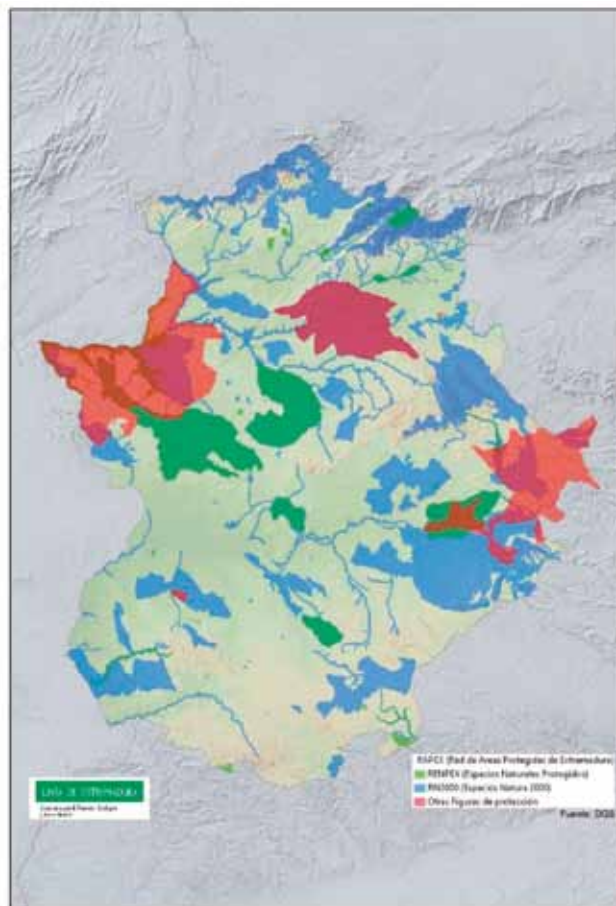 JUNTA DE EXTREMADURA
RAPEX (Red de Áreas Protegidas de Extremadura)
RENPEX (Espacios Naturales Protegidos)
RN2000 (Espacios Natura 2000)
Otras Figuras de protección
Fuente: DGS